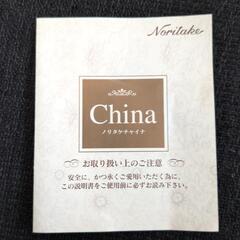 Noritake
China
ノリタケチャイナ
お取り扱い上のご注意
安全に、かつ永くご愛用いただく為に、
この説明書をご使用前に必ずお読み下さい。